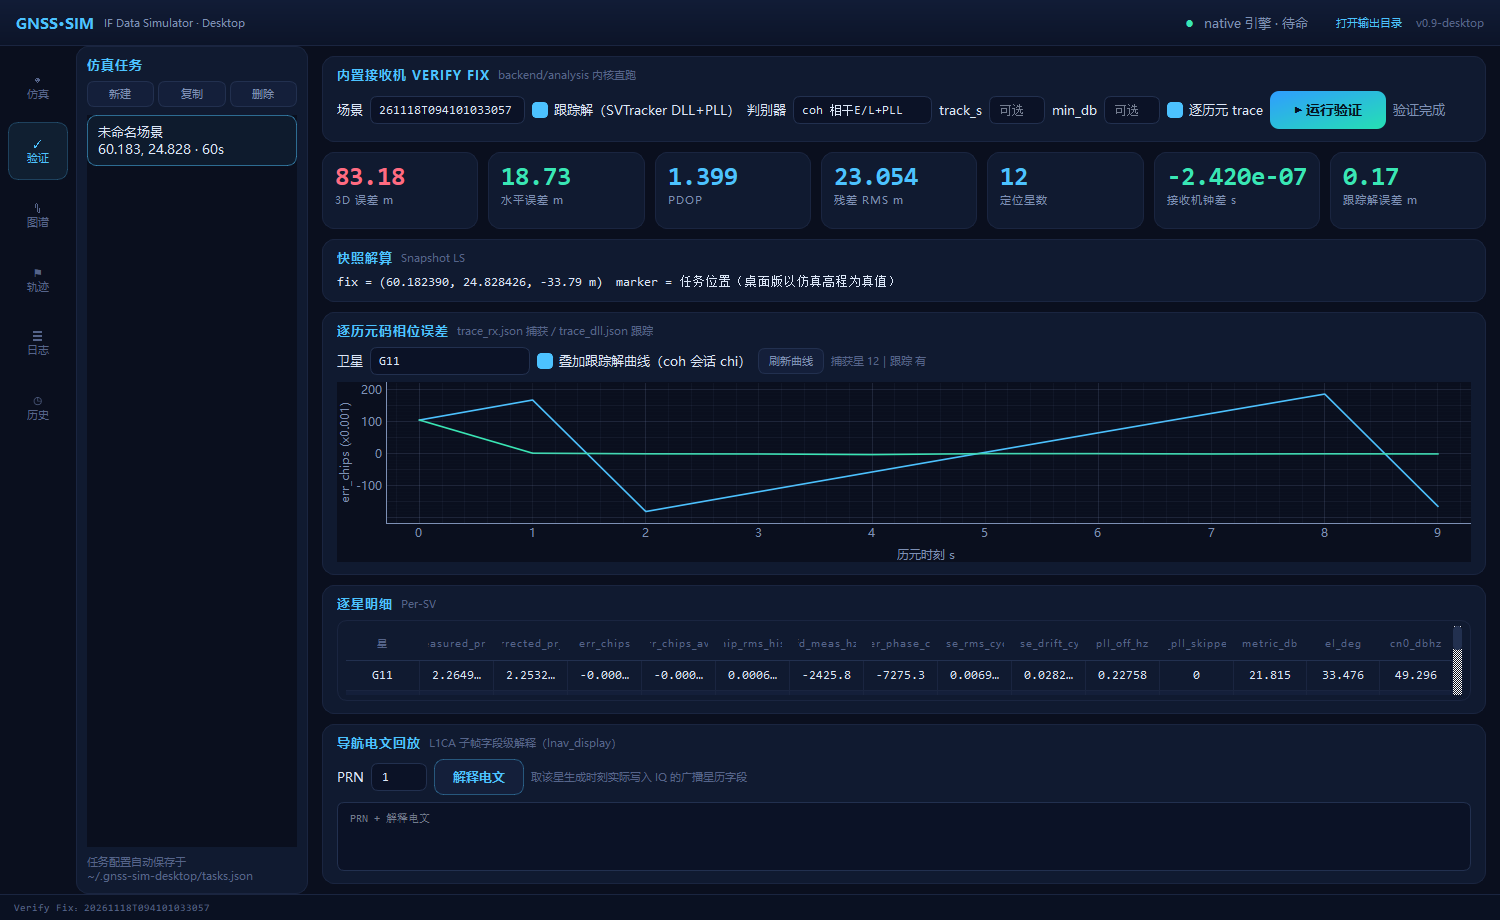 GNSS•SIM IF Data Simulator · Desktop
native 引擎 · 待命 打开输出目录 v0.9-desktop
仿真
验证
图谱
轨迹
日志
历史
仿真任务
新建 复制 删除
未命名场景
60.183, 24.828 · 60s
任务配置自动保存于
~/.gnss-sim-desktop/tasks.json
内置接收机 VERIFY FIX backend/analysis 内核直跑
场景 261118T094101033057 跟踪解（SVTracker DLL+PLL） 判别器 coh 相干E/L+PLL track_s 可选 min_db 可选 逐历元 trace ▸ 运行验证 验证完成
83.18
3D 误差 m
18.73
水平误差 m
1.399
PDOP
23.054
残差 RMS m
12
定位星数
-2.420e-07
接收机钟差 s
0.17
跟踪解误差 m
快照解算 Snapshot LS
fix = (60.182390, 24.828426, -33.79 m) marker = 任务位置（桌面版以仿真高程为真值）
逐历元码相位误差 trace_rx.json 捕获 / trace_dll.json 跟踪
卫星 G11 叠加跟踪解曲线（coh 会话 chi） 刷新曲线 捕获星 12 | 跟踪 有
err_chips (x0.001)
200
100
0
-100
0 1 2 3 4 5 6 7 8 9
历元时刻 s
逐星明细 Per-SV
星 asured_pr rrected_pr_ err_chips rr_chips_av ip_rms_his d_meas_hz er_phase_c se_rms_cyc se_drift_cy pll_off_hz _pll_skippe metric_db el_deg cn0_dbhz
G11 2.2649… 2.2532… -0.000… -0.000… 0.0006… -2425.8 -7275.3 0.0069… 0.0282… 0.22758 0 21.815 33.476 49.296
导航电文回放 L1CA 子帧字段级解释（lnav_display）
PRN 1 解释电文 取该星生成时刻实际写入 IQ 的广播星历字段
PRN + 解释电文
Verify Fix: 20261118T094101033057